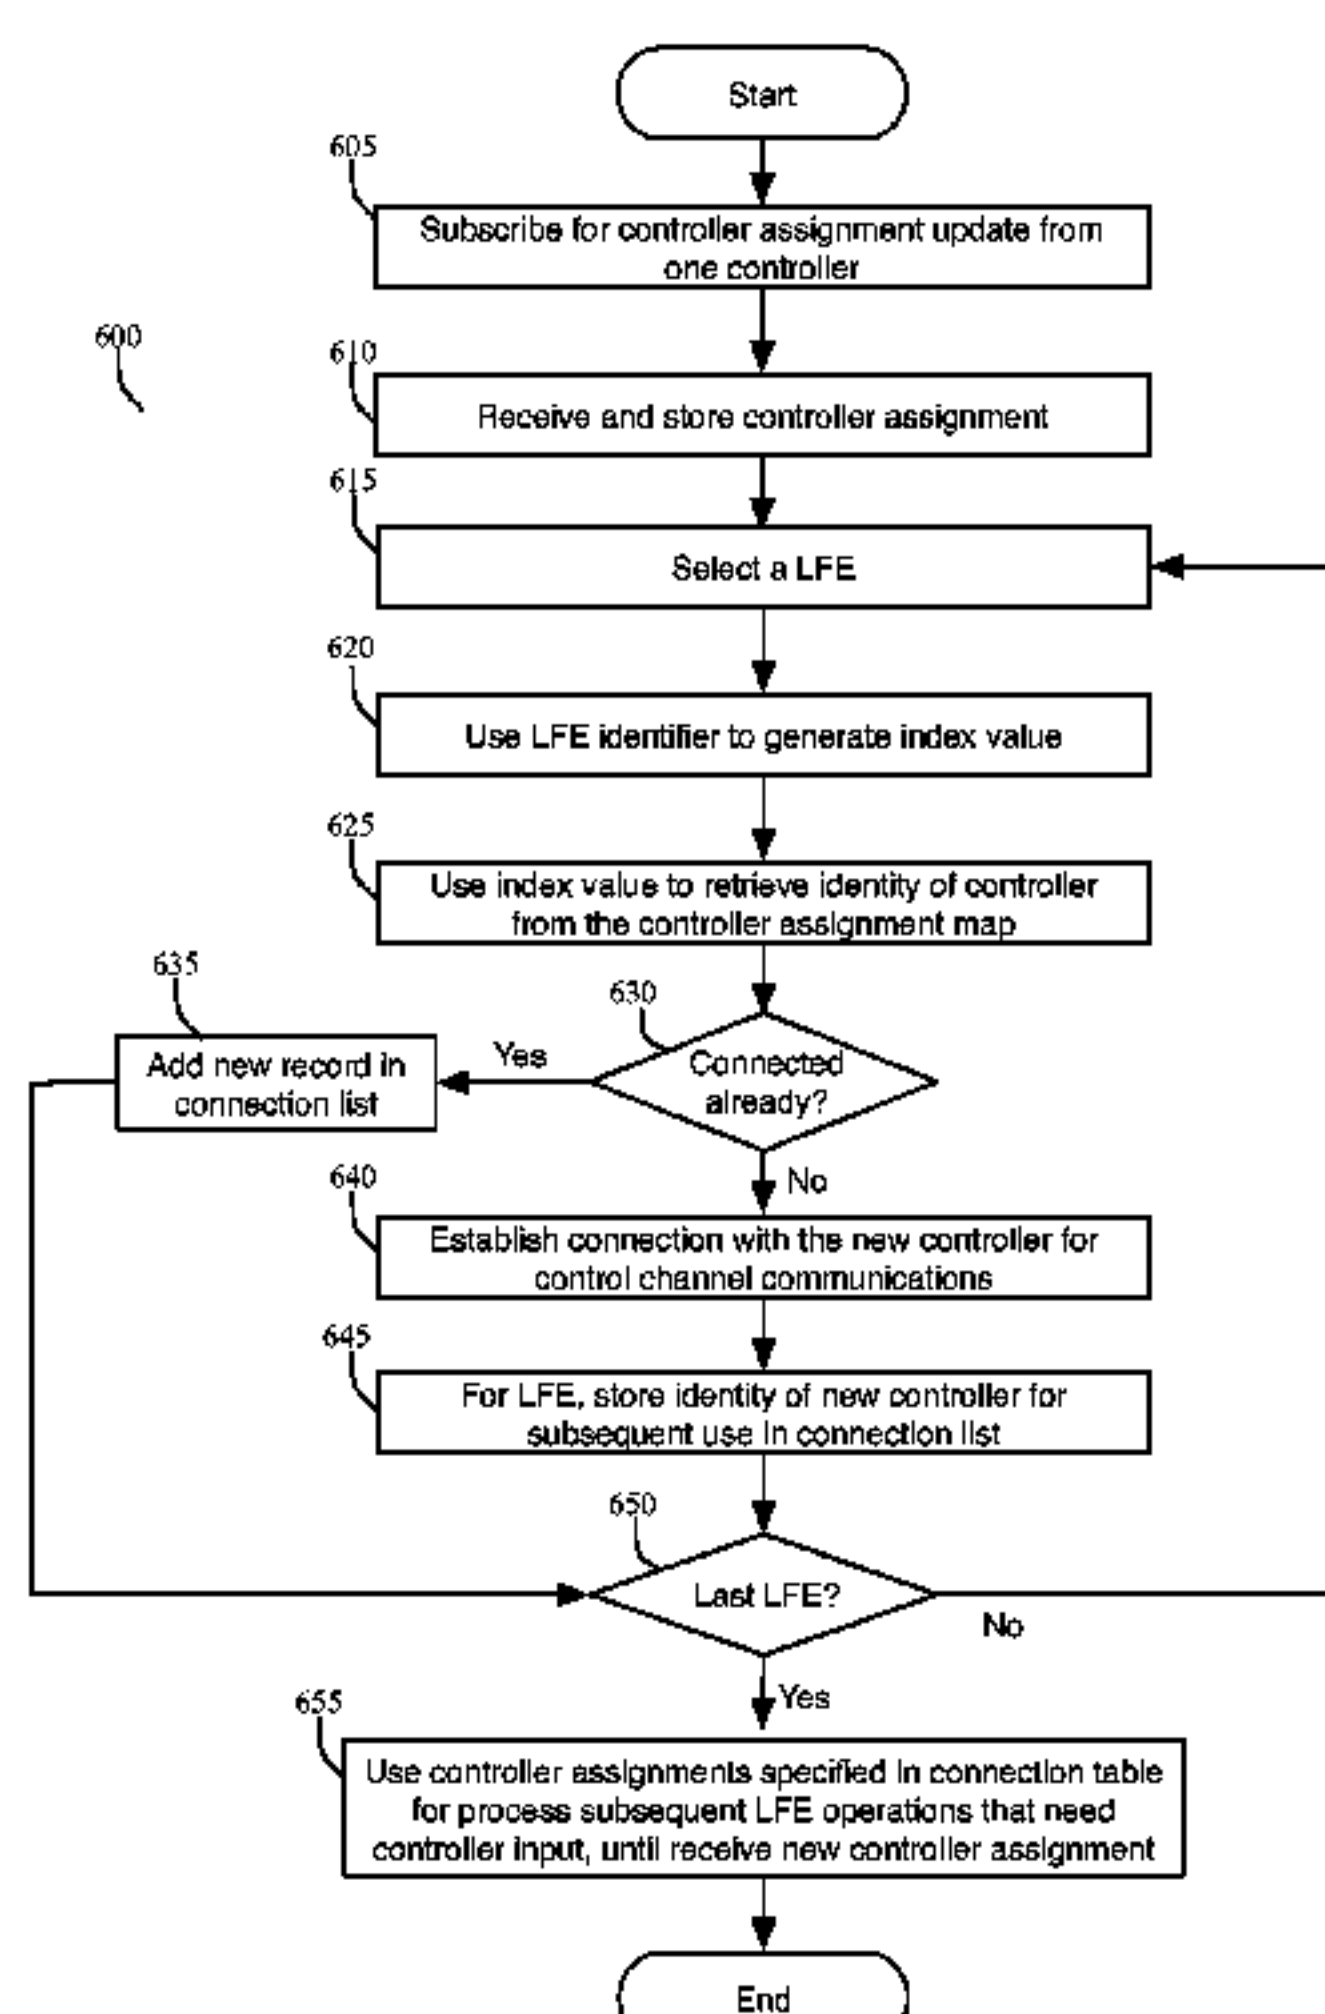 Start
605
Subscribe for controller assignment update from
one controller
600
610
Receive and store controller assignment
615
Select a LFE
620
Use LFE identifier to generate index value
625
Use index value to retrieve identity of controller
from the controller assignment map
635
630
Add new record in
connection list
Yes
Connected
already?
No
640
Establish connection with the new controller for
control channel communications
645
For LFE, store identity of new controller for
subsequent use in connection list
650
Last LFE?
No
Yes
655
Use controller assignments specified in connection table
for process subsequent LFE operations that need
controller input, until receive new controller assignment
End